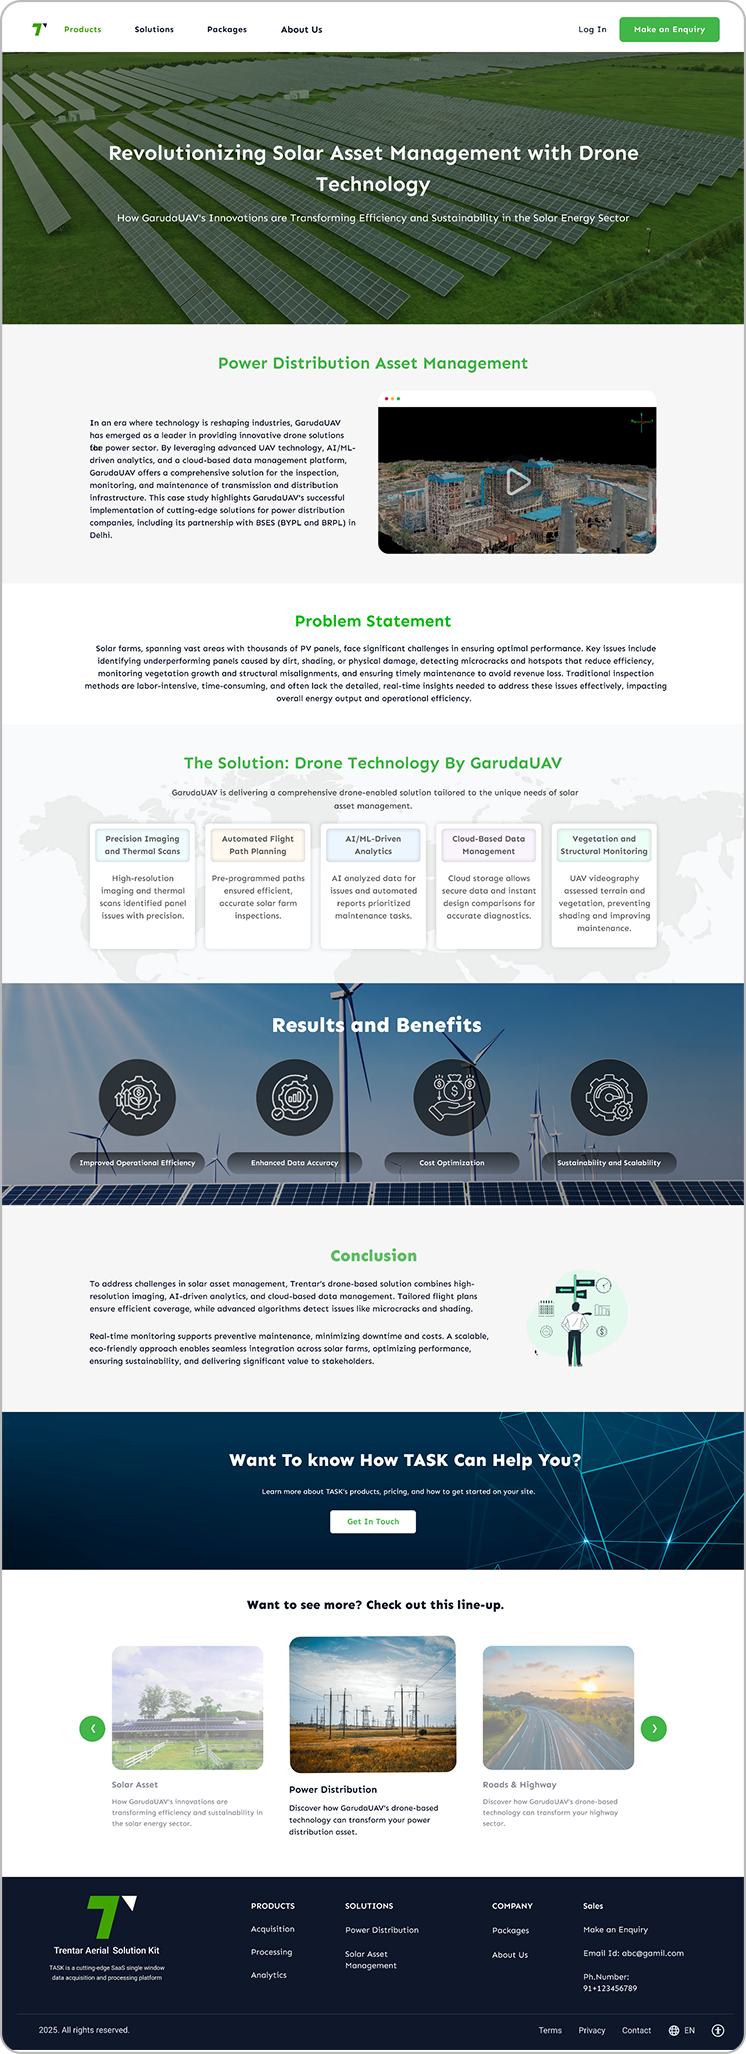 Products Solutions Packages About Us Log In Make an Enquiry
Revolutionizing Solar Asset Management with Drone
Technology
How GarudaUAV's Innovations are Transforming Efficiency and Sustainability in the Solar Energy Sector
Power Distribution Asset Management
In an era where technology is reshaping industries, GarudaUAV
has emerged as a leader in providing innovative drone solutions
for
the power sector. By leveraging advanced UAV technology, AI/ML-
driven analytics, and a cloud-based data management platform,
GarudaUAV offers a comprehensive solution for the inspection,
monitoring, and maintenance of transmission and distribution
infrastructure. This case study highlights GarudaUAV's successful
implementation of cutting-edge solutions for power distribution
companies, including its partnership with BSES (BYPL and BRPL) in
Delhi.
Problem Statement
Solar farms, spanning vast areas with thousands of PV panels, face significant challenges in ensuring optimal performance. Key issues include
identifying underperforming panels caused by dirt, shading, or physical damage, detecting microcracks and hotspots that reduce efficiency,
monitoring vegetation growth and structural misalignments, and ensuring timely maintenance to avoid revenue loss. Traditional inspection
methods are labor-intensive, time-consuming, and often lack the detailed, real-time insights needed to address these issues effectively, impacting
overall energy output and operational efficiency.
The Solution: Drone Technology By GarudaUAV
GarudaUAV is delivering a comprehensive drone-enabled solution tailored to the unique needs of solar
asset management.
Precision Imaging
and Thermal Scans
High-resolution
imaging and thermal
scans identified panel
issues with precision.
Automated Flight
Path Planning
Pre-programmed paths
ensured efficient,
accurate solar farm
inspections.
AI/ML-Driven
Analytics
AI analyzed data for
issues and automated
reports prioritized
maintenance tasks.
Cloud-Based Data
Management
Cloud storage allows
secure data and instant
design comparisons for
accurate diagnostics.
Vegetation and
Structural Monitoring
UAV videography
assessed terrain and
vegetation, preventing
shading and improving
maintenance.
Results and Benefits
Improved Operational Efficiency
Enhanced Data Accuracy
Cost Optimization
Sustainability and Scalability
Conclusion
To address challenges in solar asset management, Trentar's drone-based solution combines high-
resolution imaging, AI-driven analytics, and cloud-based data management. Tailored flight plans
ensure efficient coverage, while advanced algorithms detect issues like microcracks and shading.
Real-time monitoring supports preventive maintenance, minimizing downtime and costs. A scalable,
eco-friendly approach enables seamless integration across solar farms, optimizing performance,
ensuring sustainability, and delivering significant value to stakeholders.
Want To know How TASK Can Help You?
Learn more about TASK's products, pricing, and how to get started on your site.
Get In Touch
Want to see more? Check out this line-up.
Solar Asset
How GarudaUAV's innovations are
transforming efficiency and sustainability in
the solar energy sector.
Power Distribution
Discover how GarudaUAV's drone-based
technology can transform your power
distribution asset.
Roads & Highway
Discover how GarudaUAV's drone-based
technology can transform your highway
sector.
Trentar Aerial Solution Kit
TASK is a cutting-edge SaaS single window
data acquisition and processing platform
PRODUCTS
Acquisition
Processing
Analytics
SOLUTIONS
Power Distribution
Solar Asset
Management
COMPANY
Packages
About Us
Sales
Make an Enquiry
Email Id: abc@gamil.com
Ph.Number:
91+123456789
2025. All rights reserved.
Terms Privacy Contact EN